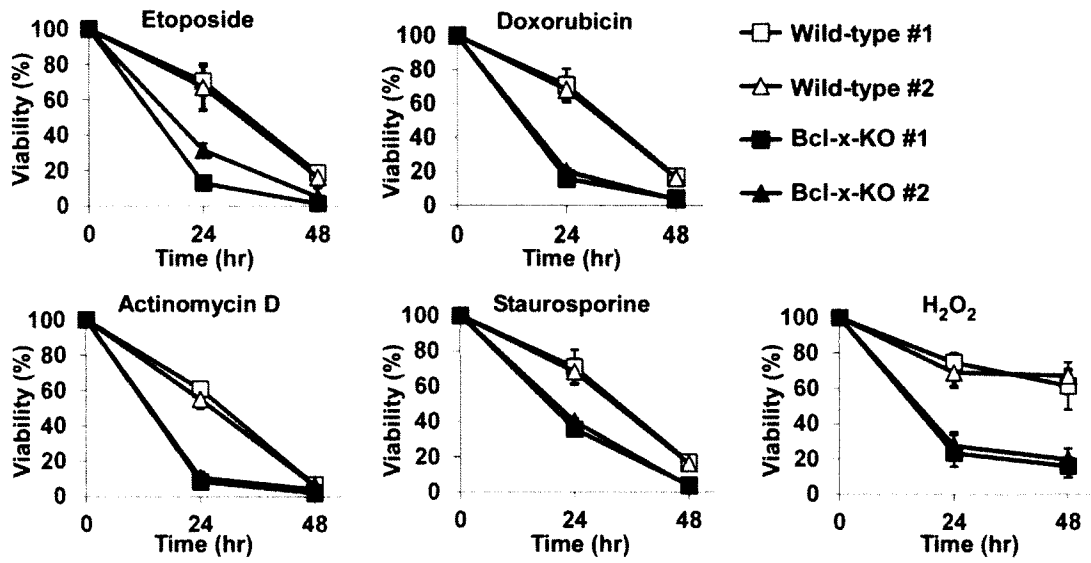 Etoposide
Viability (%)
100
80
60
40
20
0
0 24 48
Time (hr)
Doxorubicin
Viability (%)
100
80
60
40
20
0
0 24 48
Time (hr)
Wild-type #1
Wild-type #2
Bcl-x-KO #1
Bcl-x-KO #2
Actinomycin D
Viability (%)
100
80
60
40
20
0
0 24 48
Time (hr)
Staurosporine
Viability (%)
100
80
60
40
20
0
0 24 48
Time (hr)
H₂O₂
Viability (%)
100
80
60
40
20
0
0 24 48
Time (hr)